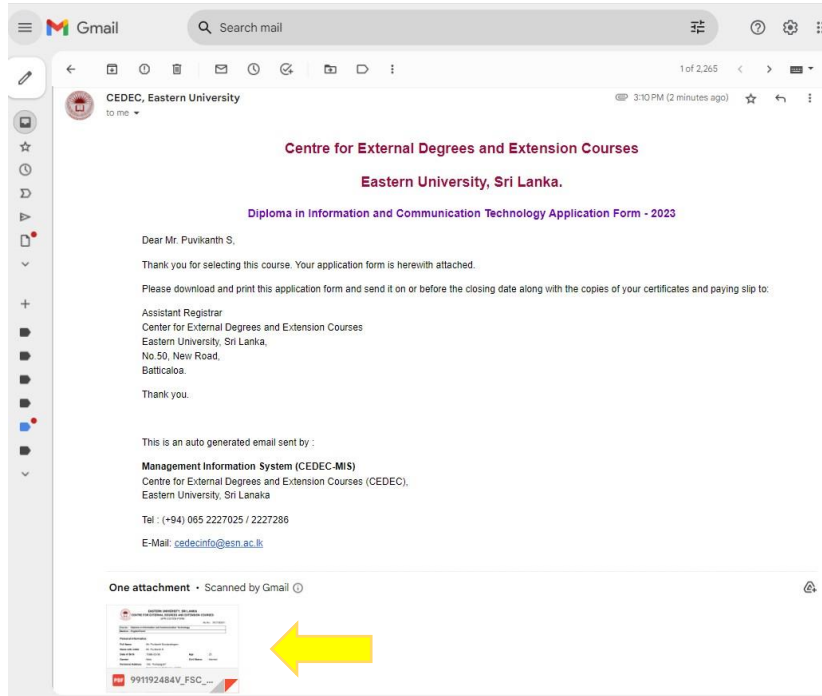 Gmail
Search mail
1 of 2,265
CEDEC, Eastern University
3:10 PM (2 minutes ago)
to me
Centre for External Degrees and Extension Courses
Eastern University, Sri Lanka.
Diploma in Information and Communication Technology Application Form - 2023
Dear Mr. Puvikanth S,
Thank you for selecting this course. Your application form is herewith attached.
Please download and print this application form and send it on or before the closing date along with the copies of your certificates and paying slip to:
Assistant Registrar
Center for External Degrees and Extension Courses
Eastern University, Sri Lanka,
No.50, New Road,
Batticaloa.
Thank you.
This is an auto generated email sent by :
Management Information System (CEDEC-MIS)
Centre for External Degrees and Extension Courses (CEDEC),
Eastern University, Sri Lanaka
Tel : (+94) 065 2227025 / 2227286
E-Mail: cedecinfo@esn.ac.lk
One attachment • Scanned by Gmail
PDF 991192484V_FSC_...